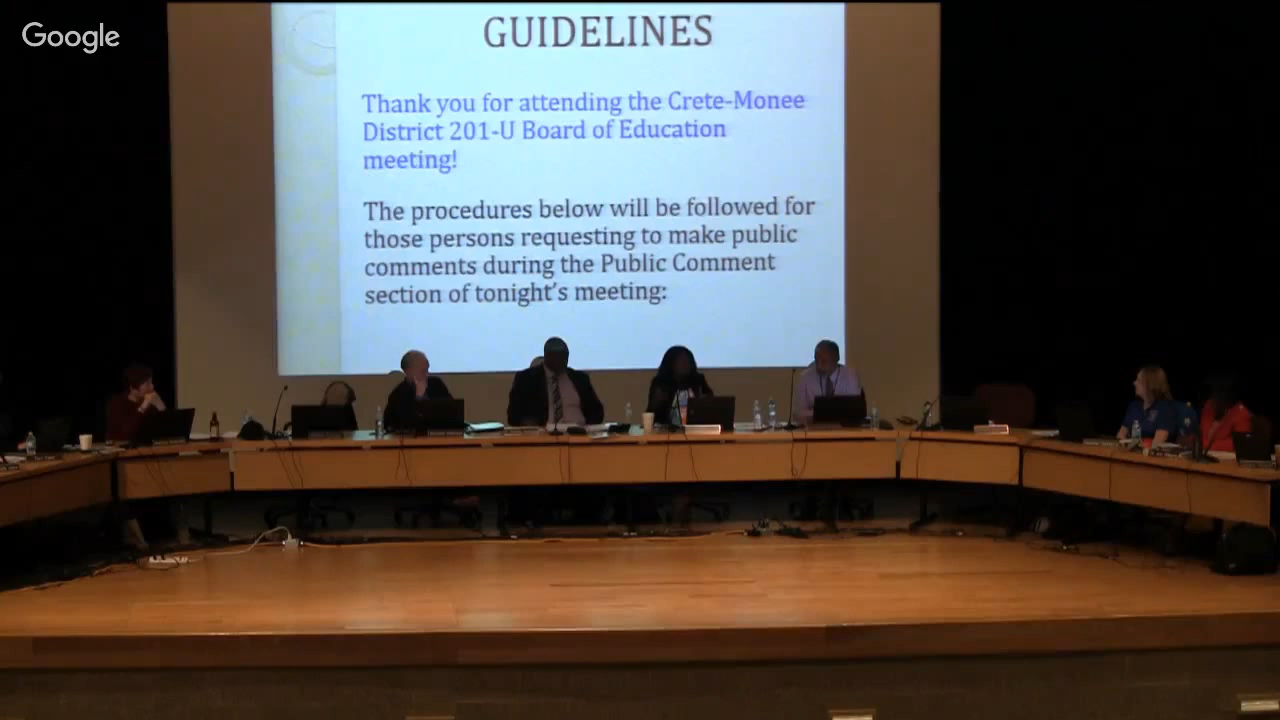 Google
GUIDELINES
Thank you for attending the Crete-Monee
District 201-U Board of Education
meeting!
The procedures below will be followed for
those persons requesting to make public
comments during the Public Comment
section of tonight's meeting: